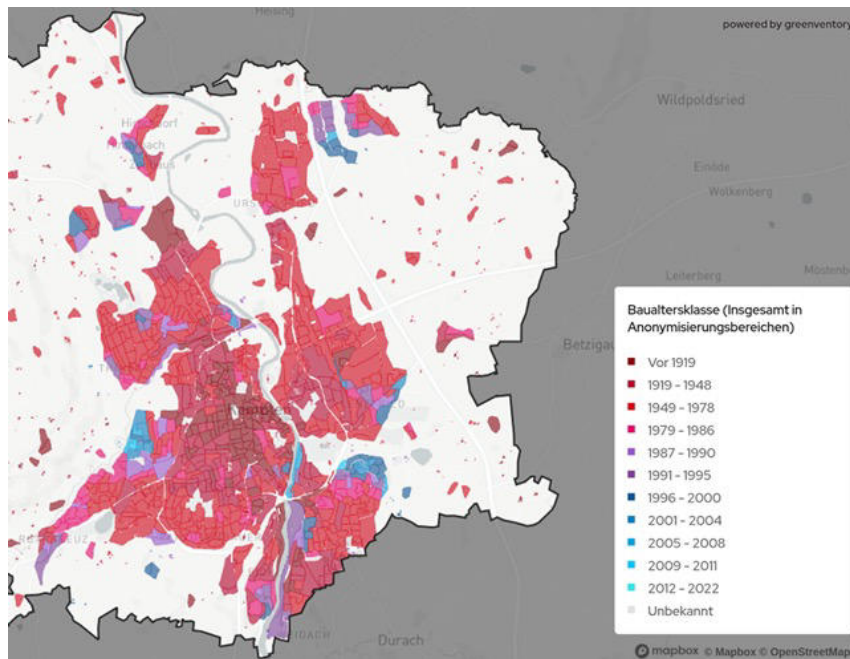 Heising
powered by greenventory
Wildpoldsried
Einöde
Wolkenberg
Leiterberg
Betzigau
Durach
Baualtersklasse (Insgesamt in
Anonymisierungsbereichen)
Vor 1919
1919 - 1948
1949 - 1978
1979 - 1986
1987 - 1990
1991 - 1995
1996 - 2000
2001 - 2004
2005 - 2008
2009 - 2011
2012 - 2022
Unbekannt
mapbox © Mapbox © OpenStreetMap